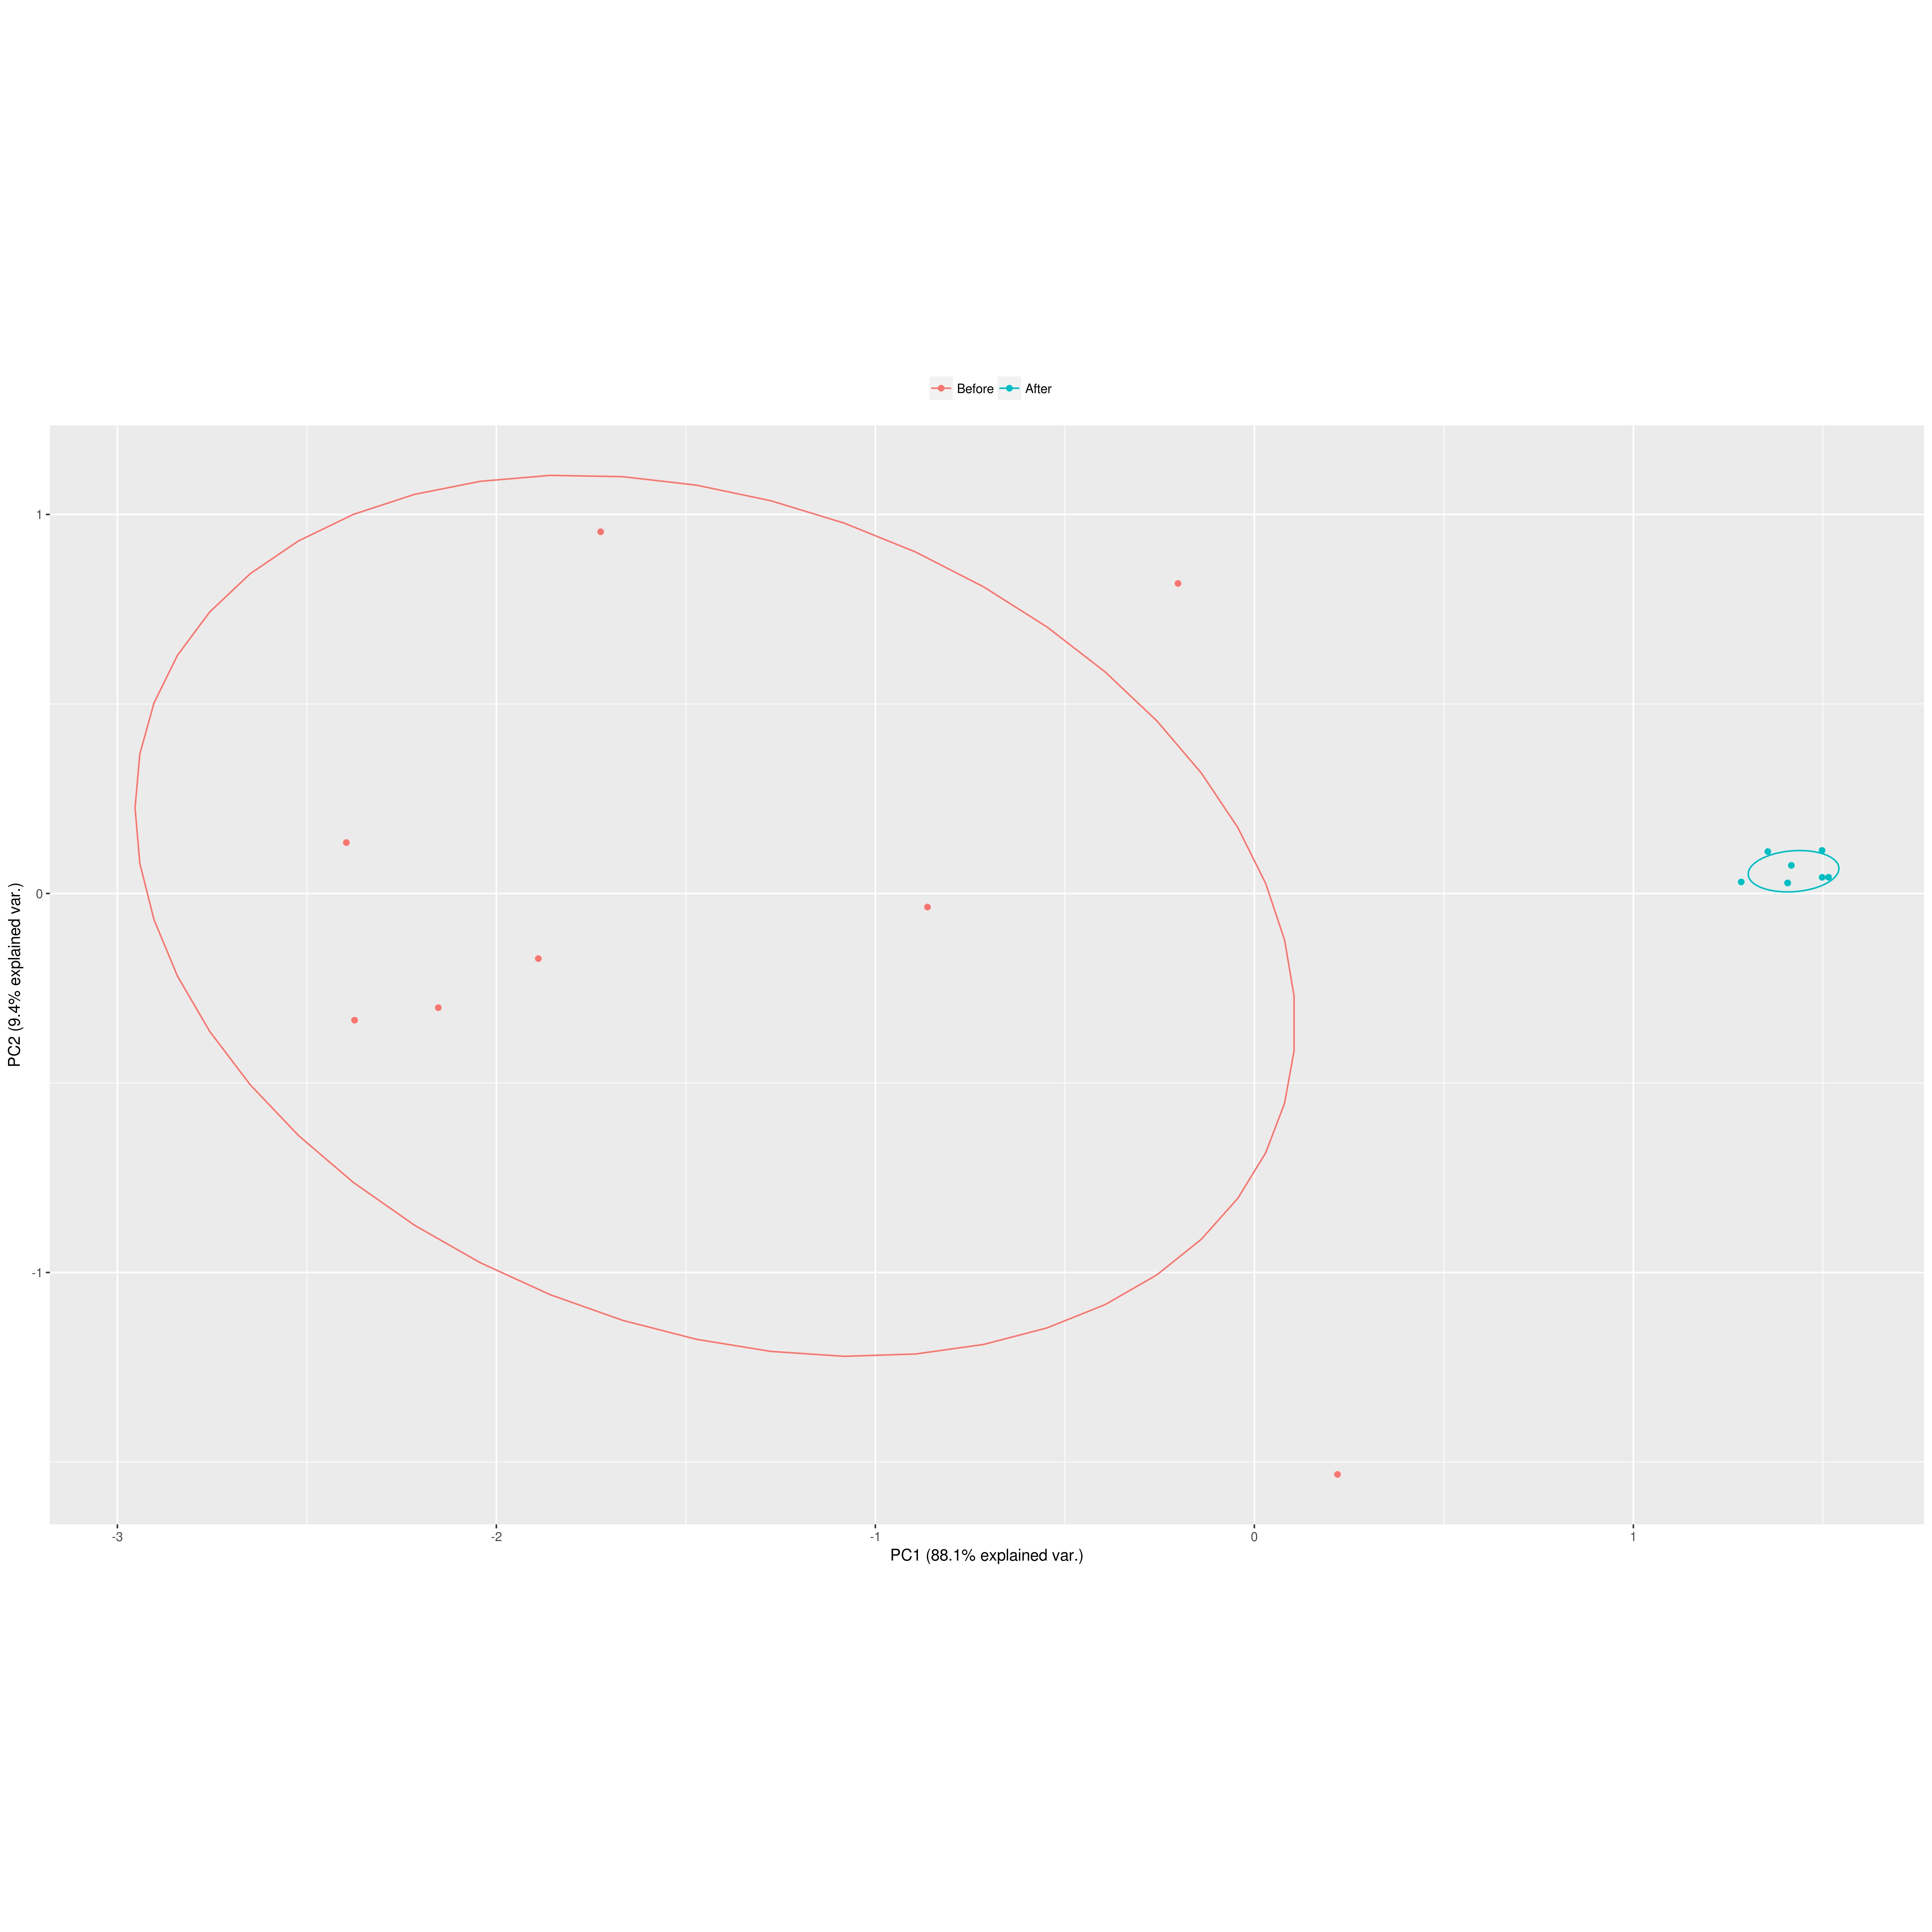 Before After
1
0
-1
PC2 (9.4% explained var.)
-3 -2 -1 0 1
PC1 (88.1% explained var.)